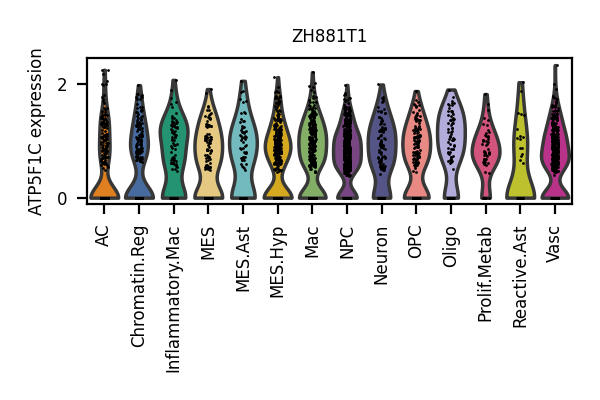 ZH881T1
ATP5F1C expression
2
0
AC
Chromatin.Reg
Inflammatory.Mac
MES
MES.Ast
MES.Hyp
Mac
NPC
Neuron
OPC
Oligo
Prolif.Metab
Reactive.Ast
Vasc